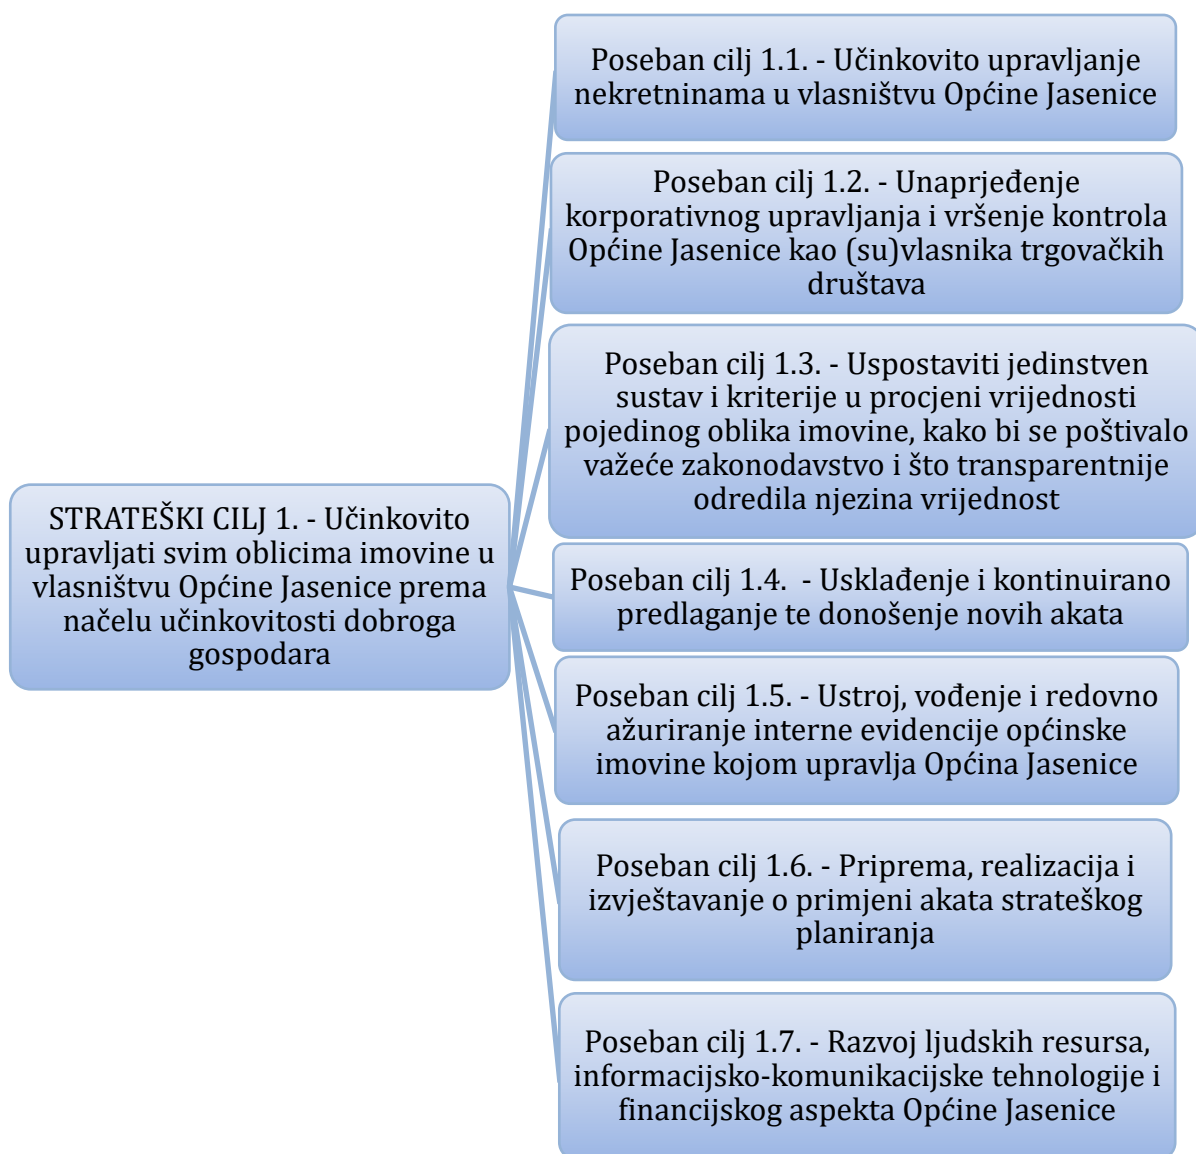 STRATEŠKI CILJ 1. - Učinkovito
upravljati svim oblicima imovine u
vlasništvu Općine Jasenice prema
načelu učinkovitosti dobroga
gospodara
Poseban cilj 1.1. - Učinkovito upravljanje
nekretninama u vlasništvu Općine Jasenice
Poseban cilj 1.2. - Unaprjeđenje
korporativnog upravljanja i vršenje kontrola
Općine Jasenice kao (su)vlasnika trgovačkih
društava
Poseban cilj 1.3. - Uspostaviti jedinstven
sustav i kriterije u procjeni vrijednosti
pojedinog oblika imovine, kako bi se poštivalo
važeće zakonodavstvo i što transparentnije
odredila njezina vrijednost
Poseban cilj 1.4. - Usklađenje i kontinuirano
predlaganje te donošenje novih akata
Poseban cilj 1.5. - Ustroj, vođenje i redovno
ažuriranje interne evidencije općinske
imovine kojom upravlja Općina Jasenice
Poseban cilj 1.6. - Priprema, realizacija i
izvještavanje o primjeni akata strateškog
planiranja
Poseban cilj 1.7. - Razvoj ljudskih resursa,
informacijsko-komunikacijske tehnologije i
financijskog aspekta Općine Jasenice